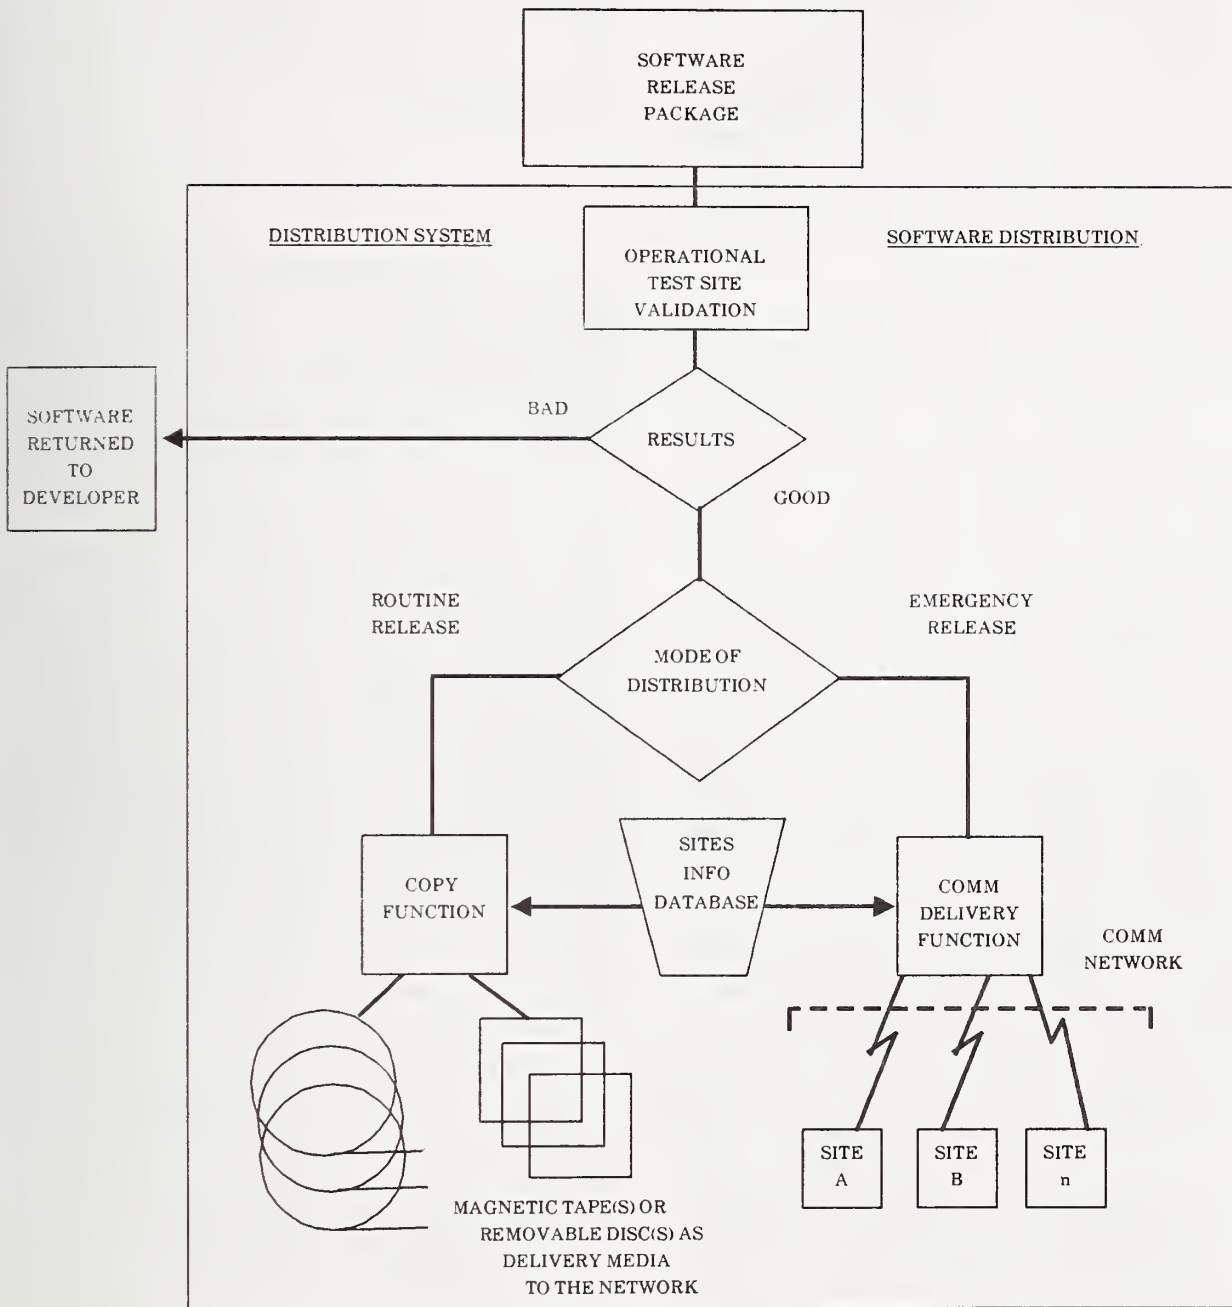 SOFTWARE
RELEASE
PACKAGE
DISTRIBUTION SYSTEM
SOFTWARE DISTRIBUTION
OPERATIONAL
TEST SITE
VALIDATION
SOFTWARE
RETURNED
TO
DEVELOPER
BAD
RESULTS
GOOD
ROUTINE
RELEASE
EMERGENCY
RELEASE
MODE OF
DISTRIBUTION
COPY
FUNCTION
SITES
INFO
DATABASE
COMM
DELIVERY
FUNCTION
COMM
NETWORK
SITE
A
SITE
B
SITE
n
MAGNETIC TAPE(S) OR
REMOVABLE DISC(S) AS
DELIVERY MEDIA
TO THE NETWORK